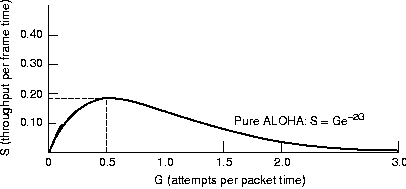 0.40
0.30
0.20
0.10
S (throughput per frame time)
Pure ALOHA: S = Ge⁻²ᴳ
0 0.5 1.0 1.5 2.0 3.0
G (attempts per packet time)